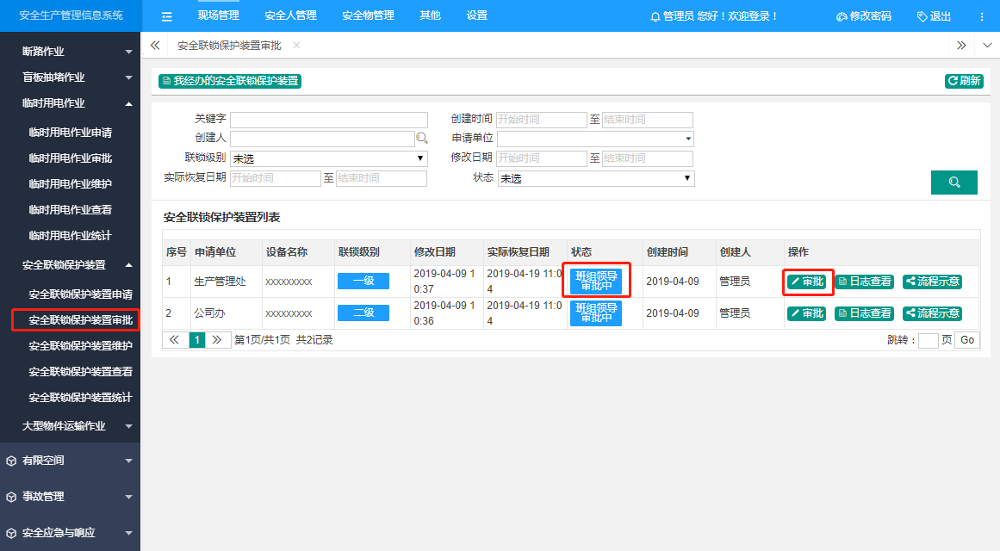 安全生产管理信息系统
现场管理 安全人管理 安全物管理 其他 设置
管理员 您好！欢迎登录！
修改密码 退出
断路作业
盲板抽堵作业
临时用电作业
临时用电作业申请
临时用电作业审批
临时用电作业维护
临时用电作业查看
临时用电作业统计
安全联锁保护装置
安全联锁保护装置申请
安全联锁保护装置审批
安全联锁保护装置维护
安全联锁保护装置查看
安全联锁保护装置统计
大型物件运输作业
有限空间
事故管理
安全应急与响应
安全联锁保护装置审批
我经办的安全联锁保护装置 刷新
关键字 创建时间 开始时间 至 结束时间
创建人 申请单位
联锁级别 未选 修改日期 开始时间 至 结束时间
实际恢复日期 开始时间 至 结束时间 状态 未选
安全联锁保护装置列表
序号 申请单位 设备名称 联锁级别 修改日期 实际恢复日期 状态 创建时间 创建人 操作
1 生产管理处 xxxxxxxxx 一级 2019-04-09 10:37 2019-04-19 11:04 班组领导审批中 2019-04-09 管理员 审批 日志查看 流程示意
2 公司办 xxxxxxxxx 二级 2019-04-09 10:36 2019-04-19 11:04 班组领导审批中 2019-04-09 管理员 审批 日志查看 流程示意
1 第1页/共1页 共2记录 跳转： 页 Go